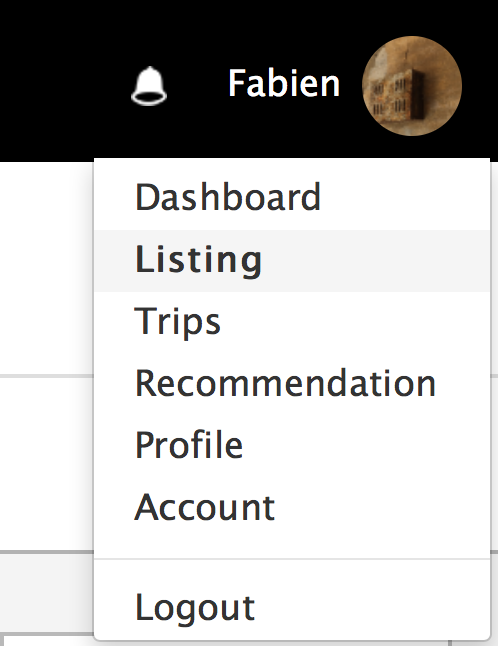 Fabien
Dashboard
Listing
Trips
Recommendation
Profile
Account
Logout